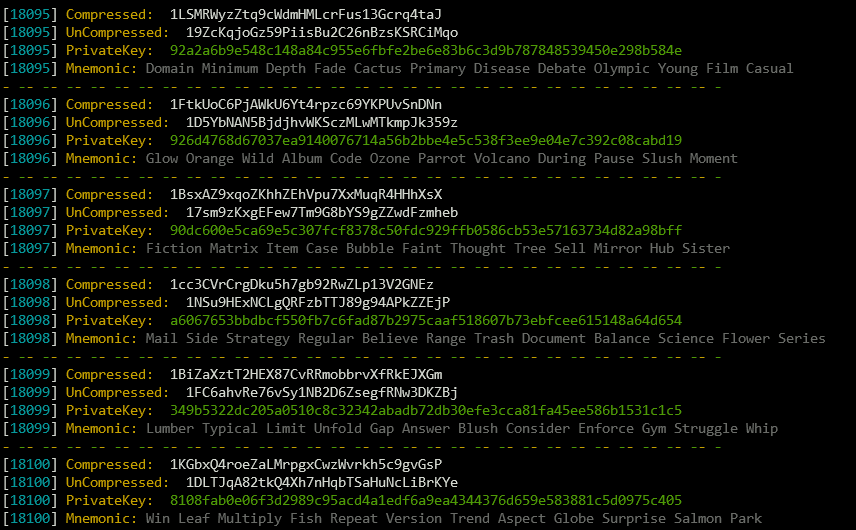 [18095] Compressed: 1LSMRWyzZtq9cWdmHMLcrFus13Gcrq4taJ
[18095] UnCompressed: 19ZcKqjoGz59PiisBu2C26nBzsKSRCiMqo
[18095] PrivateKey: 92a2a6b9e548c148a84c955e6fbfe2be6e83b6c3d9b787848539450e298b584e
[18095] Mnemonic: Domain Minimum Depth Fade Cactus Primary Disease Debate Olympic Young Film Casual
- -- -- -- -- -- -- -- -- -- -- -- -- -- -- -- -- -- -- -- -- -- -- -- -- -- -- -- -- -- -
[18096] Compressed: 1FtkUoC6PjAWkU6Yt4rpzc69YKPUvSnDNn
[18096] UnCompressed: 1D5YbNAN5BjdjhvWKSczMLwMTkmpJk359z
[18096] PrivateKey: 926d4768d67037ea9140076714a56b2bbe4e5c538f3ee9e04e7c392c08cabd19
[18096] Mnemonic: Glow Orange Wild Album Code Ozone Parrot Volcano During Pause Slush Moment
- -- -- -- -- -- -- -- -- -- -- -- -- -- -- -- -- -- -- -- -- -- -- -- -- -- -- -- -- -- -
[18097] Compressed: 1BsxAZ9xqoZKhhZEhVpu7XxMuqR4HHhXsX
[18097] UnCompressed: 17sm9zKxgEFew7Tm9G8bYS9gZZwdFzmheb
[18097] PrivateKey: 90dc600e5ca69e5c307fcf8378c50fdc929ffb0586cb53e57163734d82a98bff
[18097] Mnemonic: Fiction Matrix Item Case Bubble Faint Thought Tree Sell Mirror Hub Sister
- -- -- -- -- -- -- -- -- -- -- -- -- -- -- -- -- -- -- -- -- -- -- -- -- -- -- -- -- -- -
[18098] Compressed: 1cc3CVrCrgDku5h7gb92RwZLp13V2GNEz
[18098] UnCompressed: 1NSu9HExNCLgQRFzbTTJ89g94APkZZEjP
[18098] PrivateKey: a6067653bbdbcf550fb7c6fad87b2975caaf518607b73ebfcee615148a64d654
[18098] Mnemonic: Mail Side Strategy Regular Believe Range Trash Document Balance Science Flower Series
- -- -- -- -- -- -- -- -- -- -- -- -- -- -- -- -- -- -- -- -- -- -- -- -- -- -- -- -- -- -
[18099] Compressed: 1BiZaXztT2HEX87CvRRmobbrvXfRkEJXGm
[18099] UnCompressed: 1FC6ahvRe76vSy1NB2D6ZsegfRNw3DKZBj
[18099] PrivateKey: 349b5322dc205a0510c8c32342abadb72db30efe3cca81fa45ee586b1531c1c5
[18099] Mnemonic: Lumber Typical Limit Unfold Gap Answer Blush Consider Enforce Gym Struggle Whip
- -- -- -- -- -- -- -- -- -- -- -- -- -- -- -- -- -- -- -- -- -- -- -- -- -- -- -- -- -- -
[18100] Compressed: 1KGbxQ4roeZaLMrpgxCwzWvrkh5c9gvGsP
[18100] UnCompressed: 1DLTJqA82tkQ4Xh7nHqbTSaHuNcLiBrKYe
[18100] PrivateKey: 8108fab0e06f3d2989c95acd4a1edf6a9ea4344376d659e583881c5d0975c405
[18100] Mnemonic: Win Leaf Multiply Fish Repeat Version Trend Aspect Globe Surprise Salmon Park